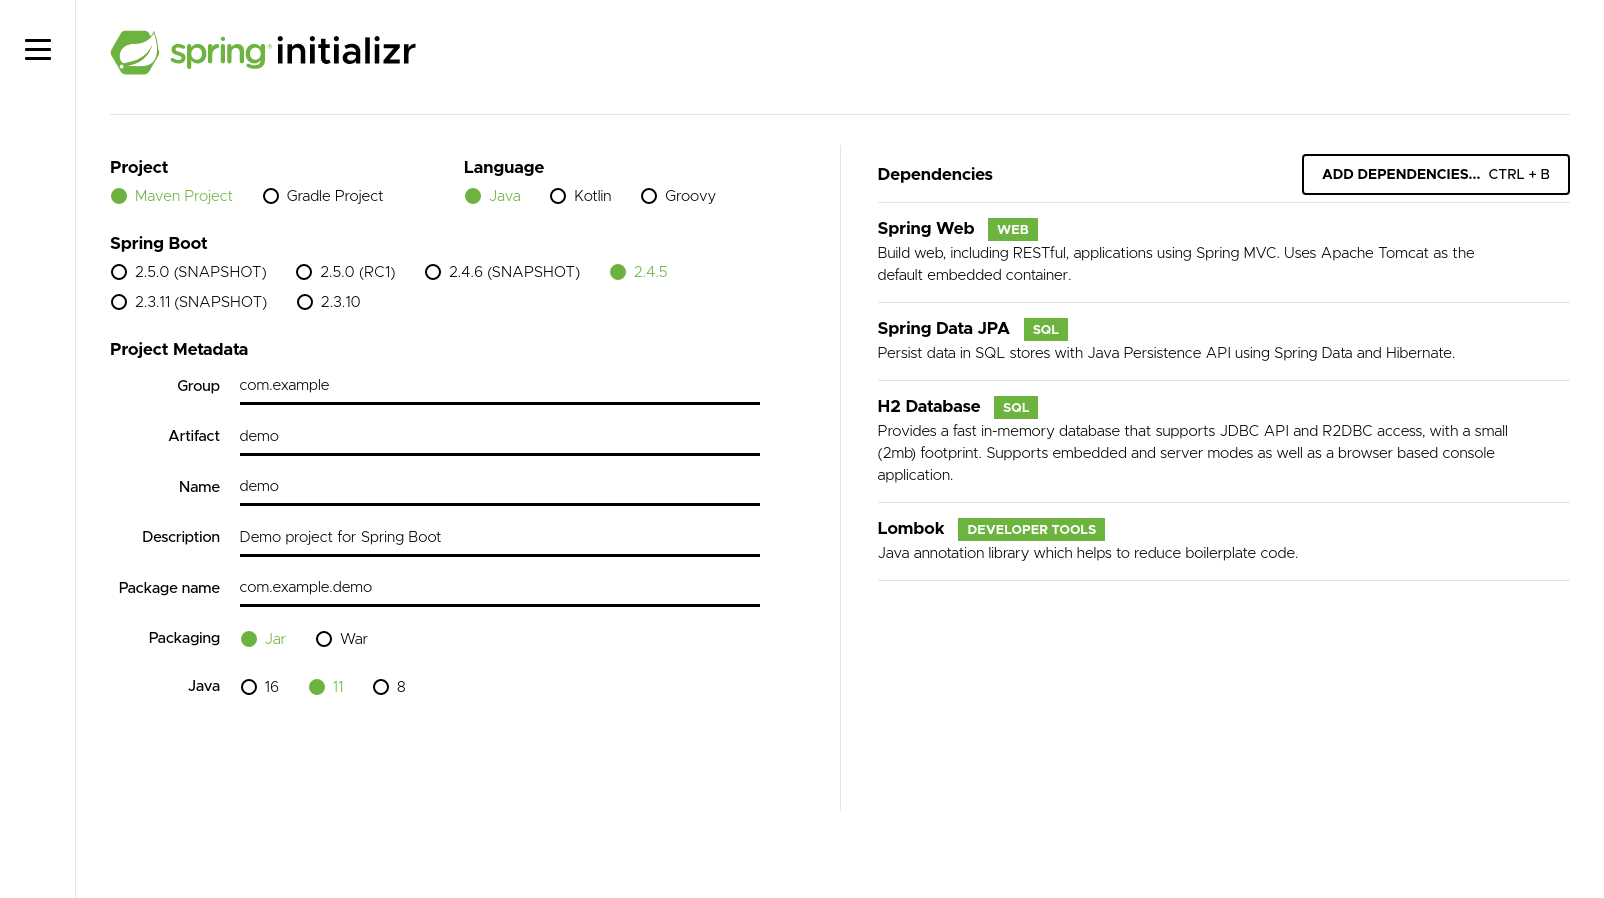 spring initializr
Project
Maven Project Gradle Project
Language
Java Kotlin Groovy
Spring Boot
2.5.0 (SNAPSHOT) 2.5.0 (RC1) 2.4.6 (SNAPSHOT) 2.4.5
2.3.11 (SNAPSHOT) 2.3.10
Project Metadata
Group com.example
Artifact demo
Name demo
Description Demo project for Spring Boot
Package name com.example.demo
Packaging Jar War
Java 16 11 8
Dependencies ADD DEPENDENCIES... CTRL + B
Spring Web WEB
Build web, including RESTful, applications using Spring MVC. Uses Apache Tomcat as the
default embedded container.
Spring Data JPA SQL
Persist data in SQL stores with Java Persistence API using Spring Data and Hibernate.
H2 Database SQL
Provides a fast in-memory database that supports JDBC API and R2DBC access, with a small
(2mb) footprint. Supports embedded and server modes as well as a browser based console
application.
Lombok DEVELOPER TOOLS
Java annotation library which helps to reduce boilerplate code.